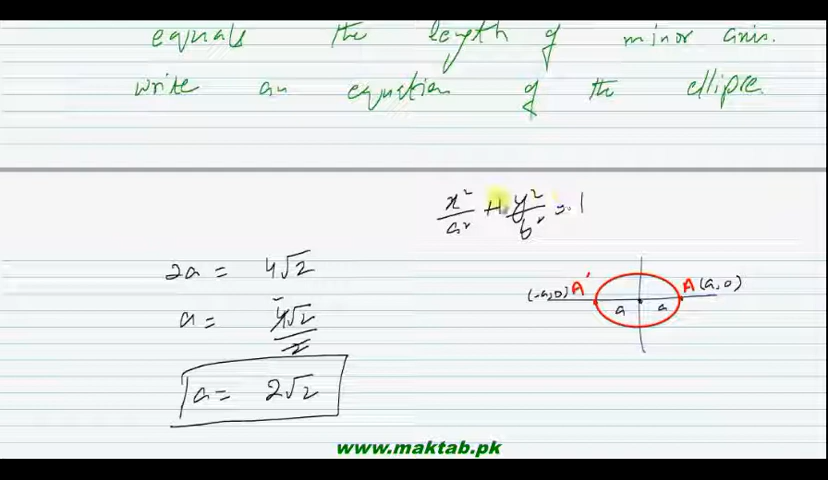 equals the length of minor axis.
write an equation of the ellipse.
x²/a² + y²/b² = 1
2a = 4√2
a = 4√2/2
a = 2√2
(-a,0) A' A (a,0)
a a
www.maktab.pk